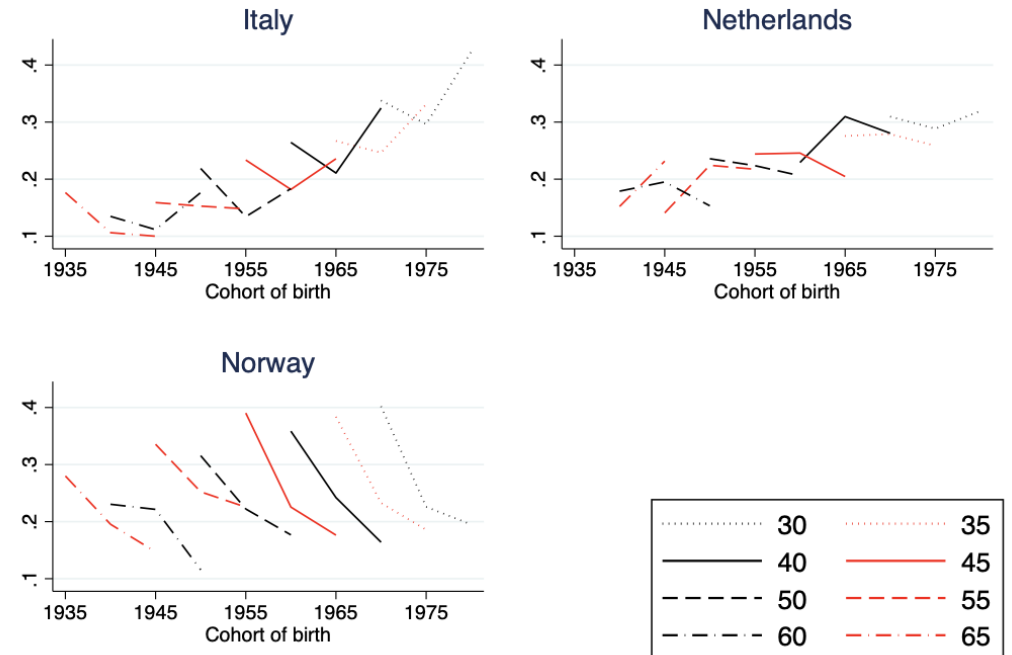 Italy
.4
.3
.2
.1
1935 1945 1955 1965 1975
Cohort of birth
Netherlands
.4
.3
.2
.1
1935 1945 1955 1965 1975
Cohort of birth
Norway
.4
.3
.2
.1
1935 1945 1955 1965 1975
Cohort of birth
30 35
40 45
50 55
60 65